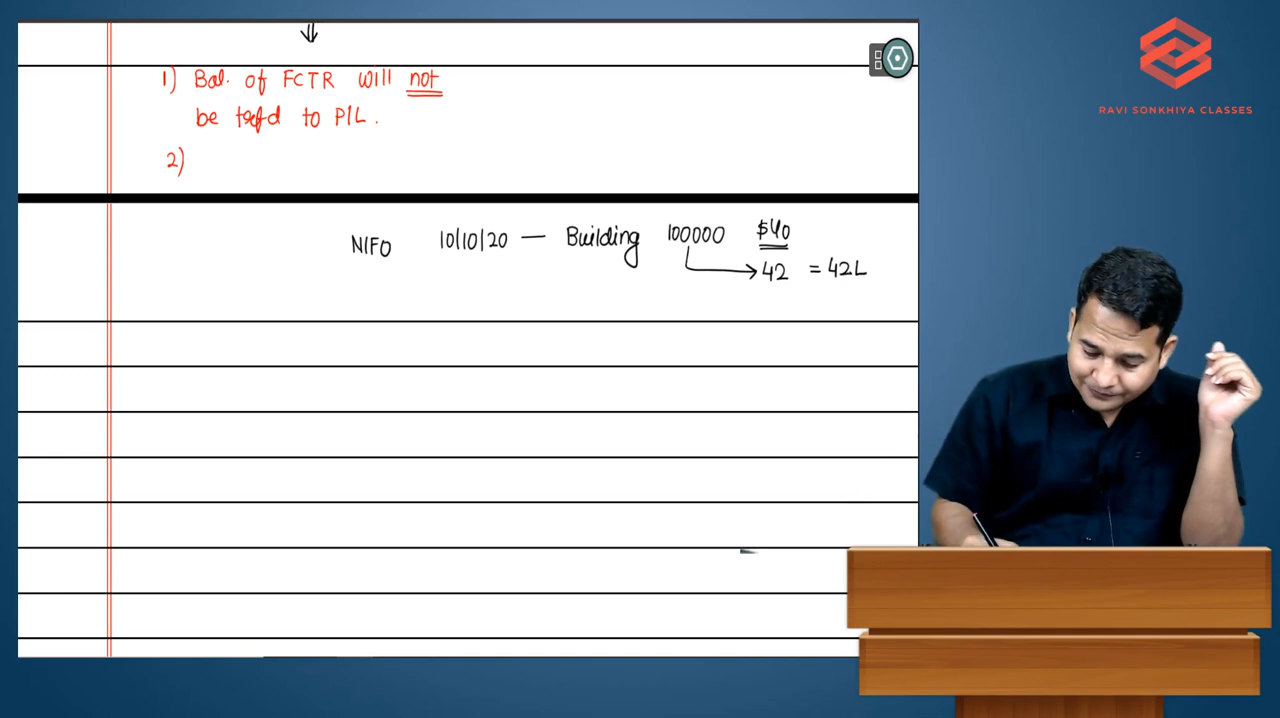 1) Bal. of FCTR will not
be trsfd to P/L.
2)
NIFO 10/10/20 — Building 100000 $40
42 = 42L
RAVI SONKHIYA CLASSES